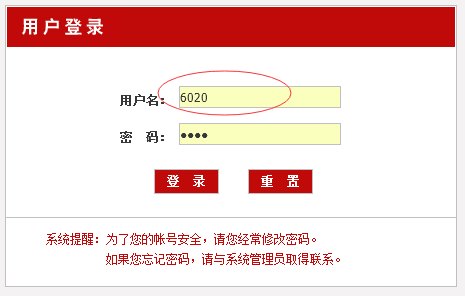 用户登录
用户名： 6020
密 码： ●●●●
登 录 重 置
系统提醒：为了您的帐号安全，请您经常修改密码。
如果您忘记密码，请与系统管理员取得联系。